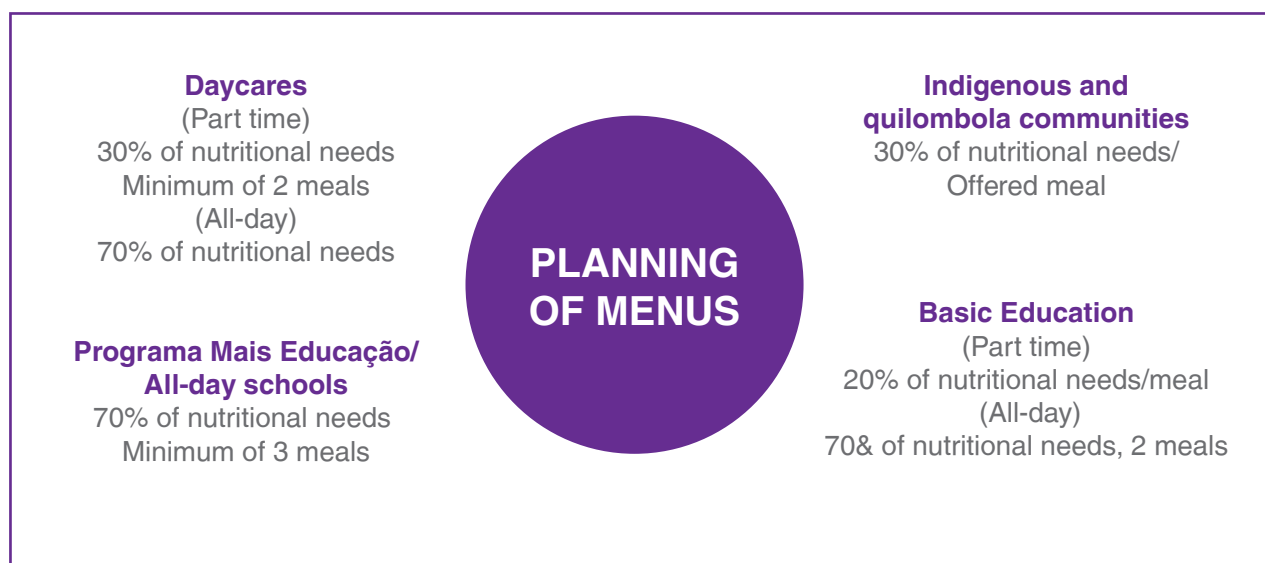 Daycares
(Part time)
30% of nutritional needs
Minimum of 2 meals
(All-day)
70% of nutritional needs
Programa Mais Educação/
All-day schools
70% of nutritional needs
Minimum of 3 meals
PLANNING
OF MENUS
Indigenous and
quilombola communities
30% of nutritional needs/
Offered meal
Basic Education
(Part time)
20% of nutritional needs/meal
(All-day)
70& of nutritional needs, 2 meals